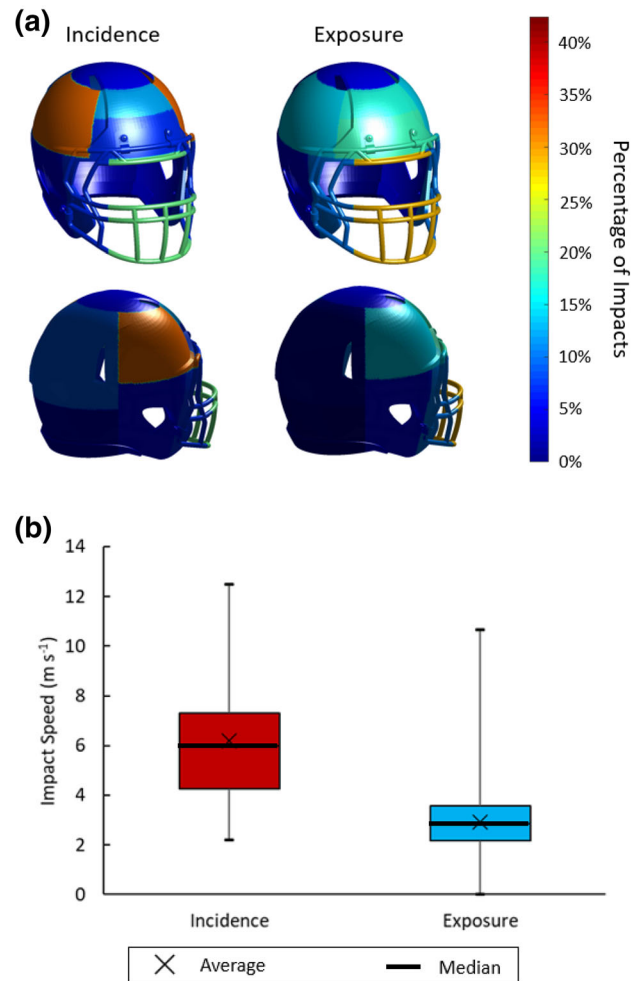 (a)
Incidence
Exposure
40%
35%
30%
25%
20%
15%
10%
5%
0%
Percentage of Impacts
(b)
14
12
10
8
6
4
2
0
Impact Speed (m s⁻¹)
Incidence
Exposure
Average
Median